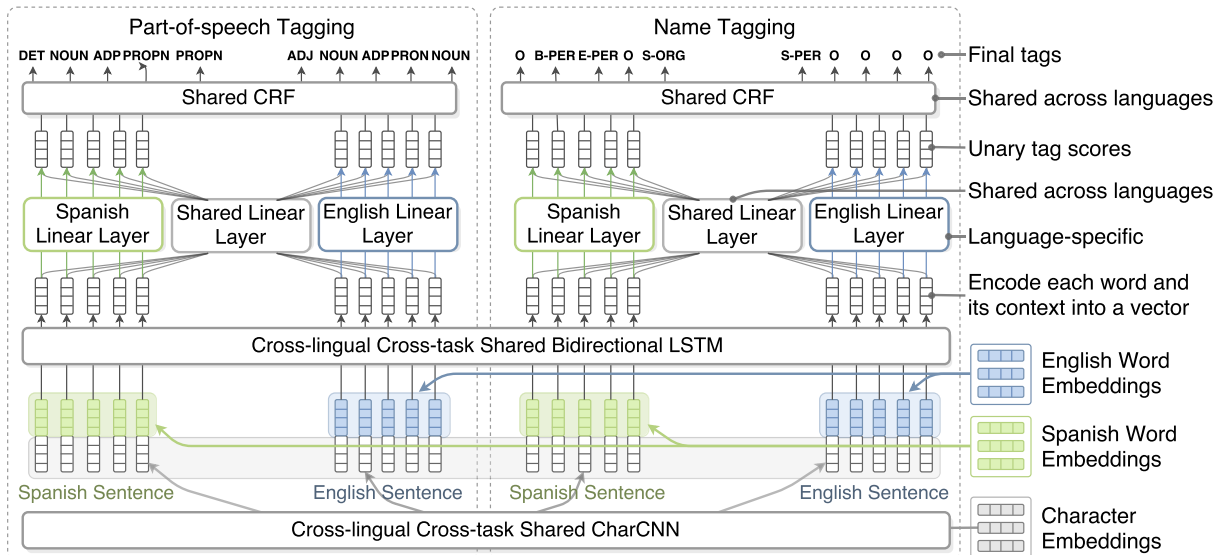 Part-of-speech Tagging
Name Tagging
DET NOUN ADP PROPN PROPN ADJ NOUN ADP PRON NOUN
O B-PER E-PER O S-ORG S-PER O O O O
Final tags
Shared CRF
Shared CRF
Shared across languages
Unary tag scores
Shared across languages
Spanish
Linear Layer
Shared Linear
Layer
English Linear
Layer
Spanish
Linear Layer
Shared Linear
Layer
English Linear
Layer
Language-specific
Encode each word and
its context into a vector
Cross-lingual Cross-task Shared Bidirectional LSTM
English Word
Embeddings
Spanish Word
Embeddings
Spanish Sentence
English Sentence
Spanish Sentence
English Sentence
Cross-lingual Cross-task Shared CharCNN
Character
Embeddings